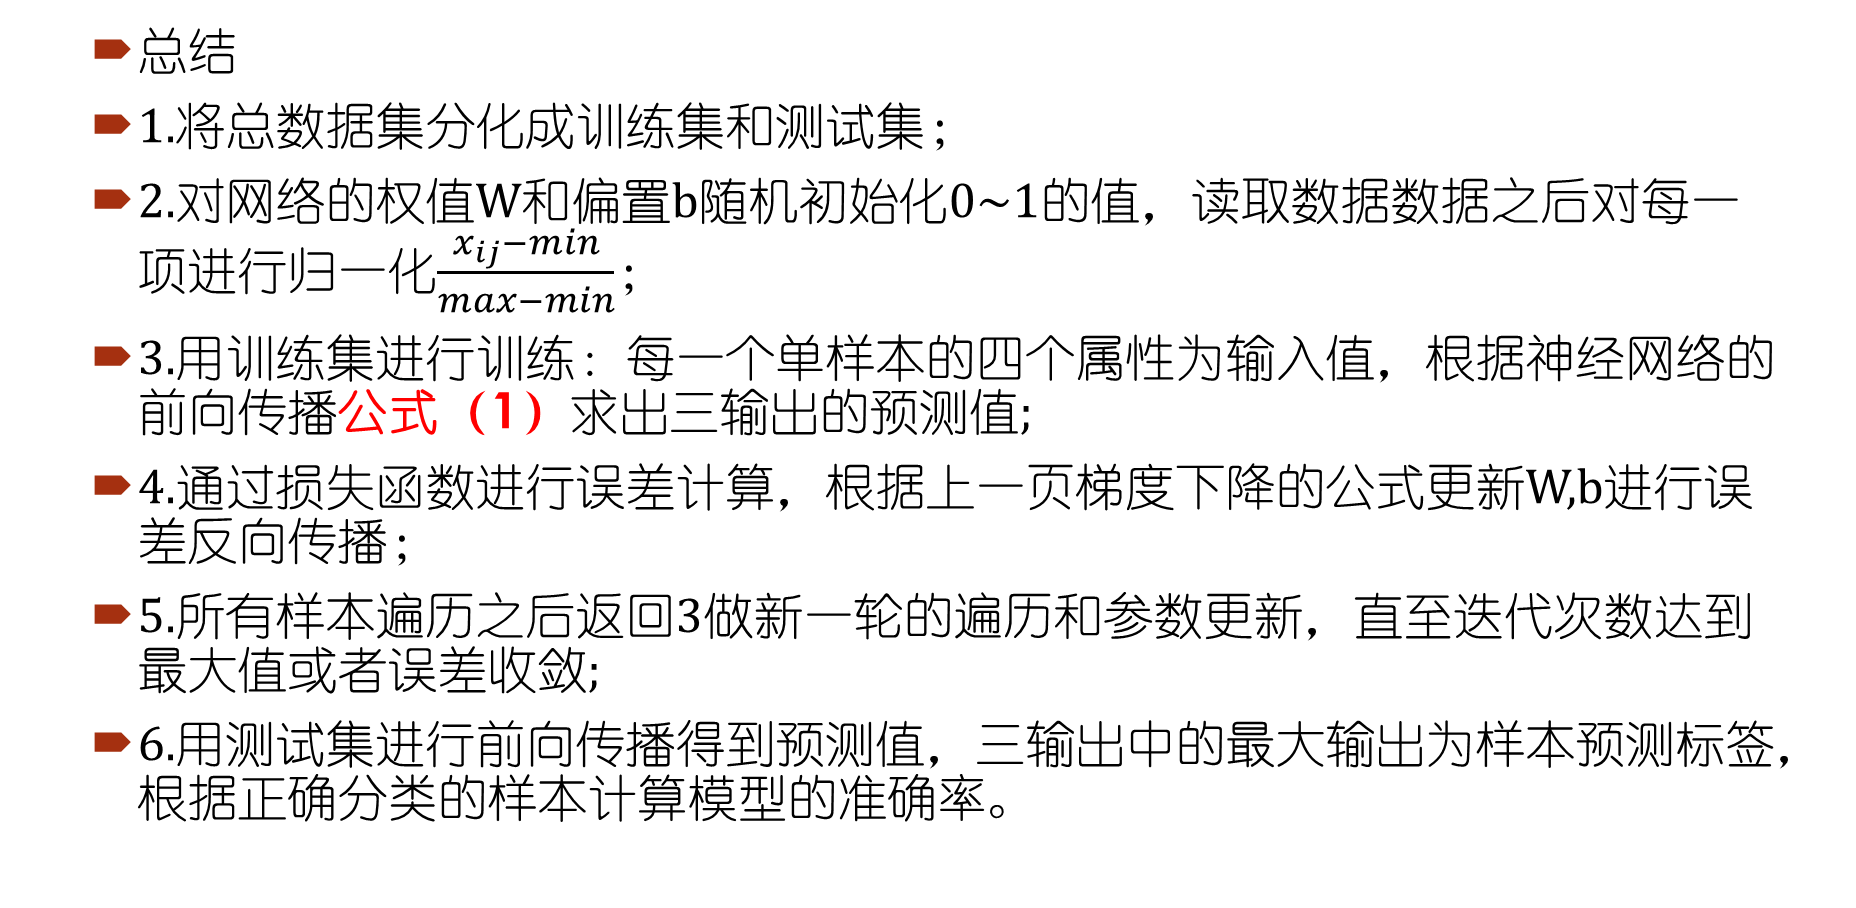 总结
1.将总数据集分化成训练集和测试集；
2.对网络的权值W和偏置b随机初始化0~1的值，读取数据数据之后对每一
项进行归一化\frac{x_{ij}-min}{max-min}；
3.用训练集进行训练：每一个单样本的四个属性为输入值，根据神经网络的
前向传播公式（1）求出三输出的预测值;
4.通过损失函数进行误差计算，根据上一页梯度下降的公式更新W,b进行误
差反向传播；
5.所有样本遍历之后返回3做新一轮的遍历和参数更新，直至迭代次数达到
最大值或者误差收敛;
6.用测试集进行前向传播得到预测值，三输出中的最大输出为样本预测标签，
根据正确分类的样本计算模型的准确率。